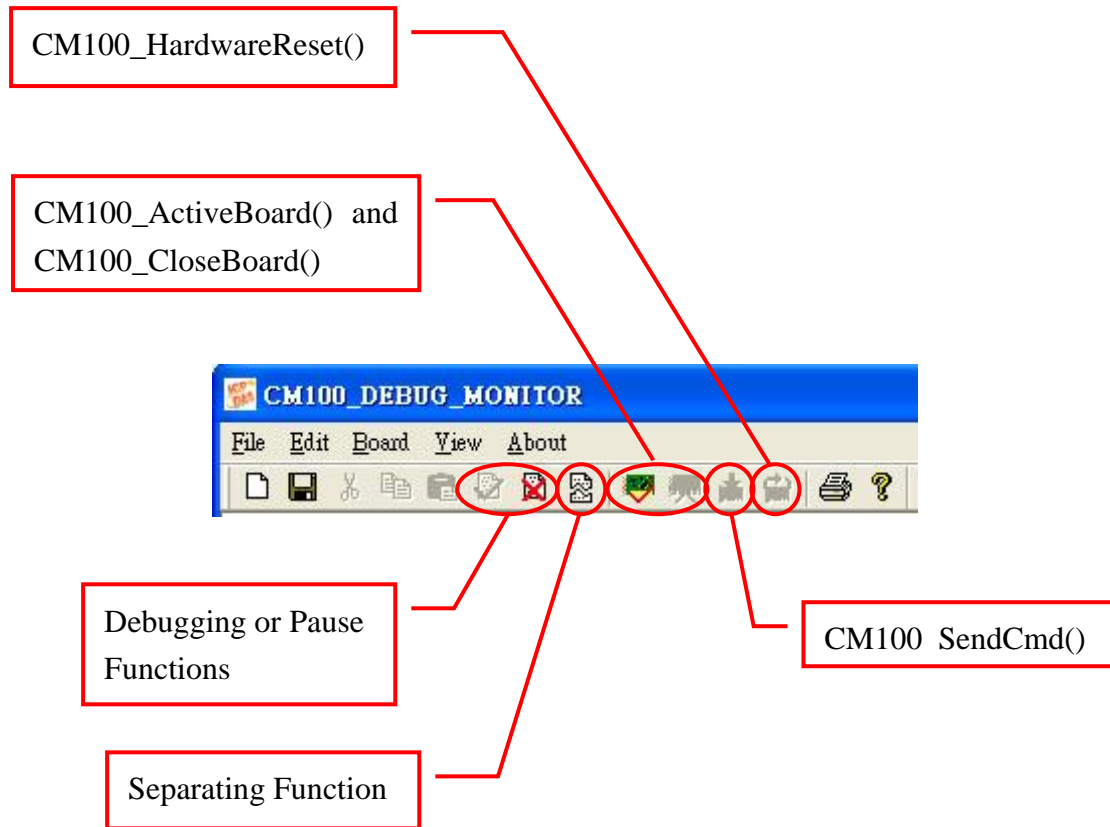 CM100_HardwareReset()
CM100_ActiveBoard() and
CM100_CloseBoard()
CM100_DEBUG_MONITOR
File Edit Board View About
Debugging or Pause
Functions
CM100 SendCmd()
Separating Function